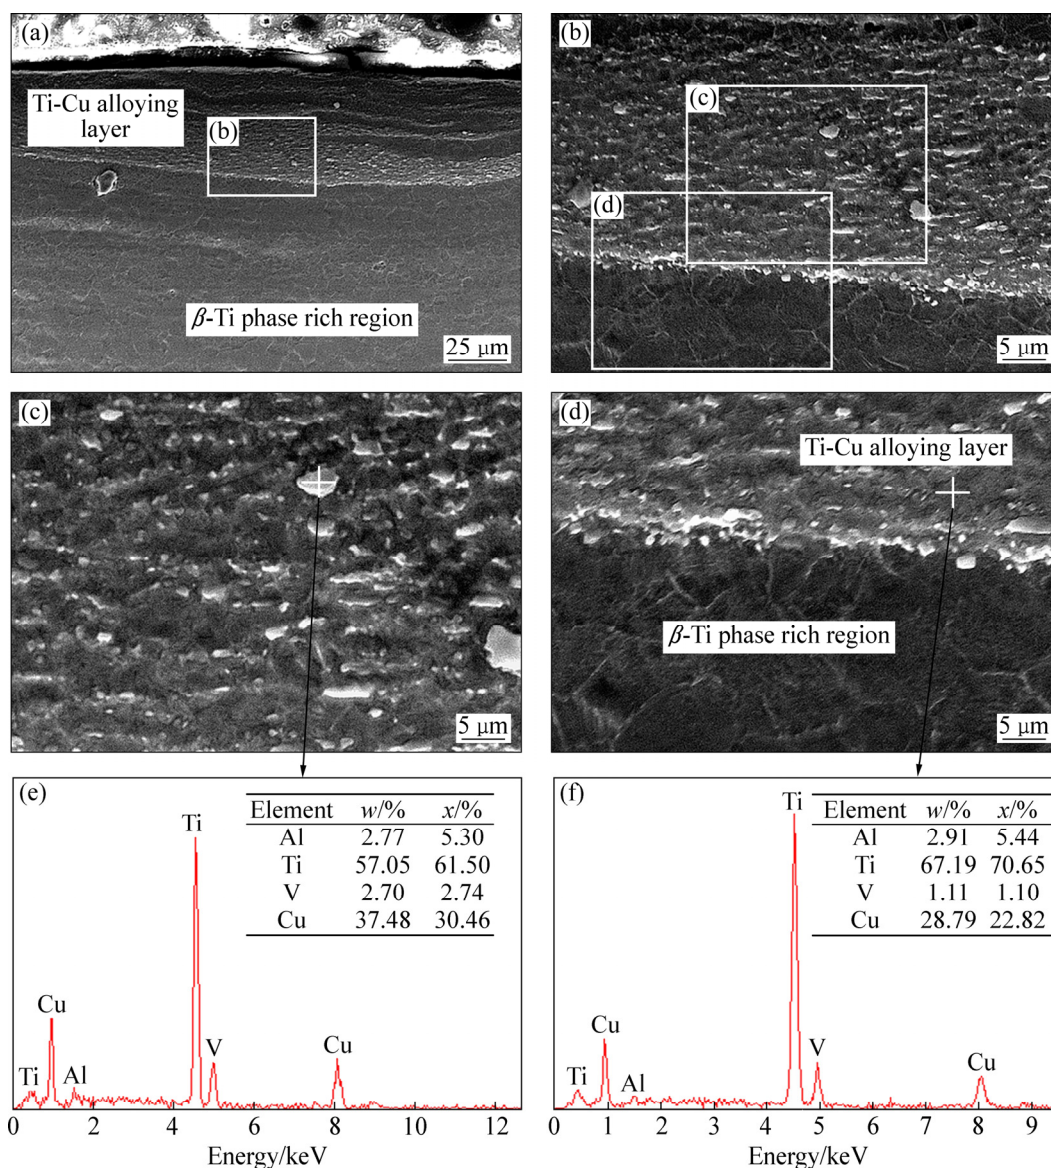 (a)
Ti-Cu alloying
layer
(b)
β-Ti phase rich region
25 μm
(b)
(c)
(d)
5 μm
(c)
5 μm
(d)
Ti-Cu alloying layer
β-Ti phase rich region
5 μm
(e)
Element w/% x/%
Al 2.77 5.30
Ti 57.05 61.50
V 2.70 2.74
Cu 37.48 30.46
Ti
Cu
Al
Ti
V
Cu
0 2 4 6 8 10 12
Energy/keV
(f)
Element w/% x/%
Al 2.91 5.44
Ti 67.19 70.65
V 1.11 1.10
Cu 28.79 22.82
Ti
Cu
Al
Ti
V
Cu
0 1 2 3 4 5 6 7 8 9
Energy/keV